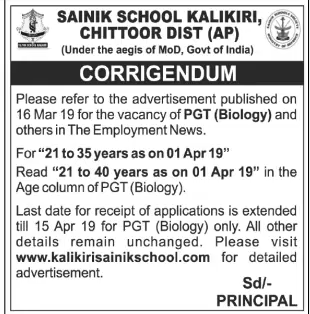 SAINIK SCHOOL KALIKIRI,
CHITTOOR DIST (AP)
(Under the aegis of MoD, Govt of India)
CORRIGENDUM
Please refer to the advertisement published on
16 Mar 19 for the vacancy of PGT (Biology) and
others in The Employment News.
For “21 to 35 years as on 01 Apr 19”
Read “21 to 40 years as on 01 Apr 19” in the
Age column of PGT (Biology).
Last date for receipt of applications is extended
till 15 Apr 19 for PGT (Biology) only. All other
details remain unchanged. Please visit
www.kalikirisainikschool.com for detailed
advertisement.
Sd/-
PRINCIPAL